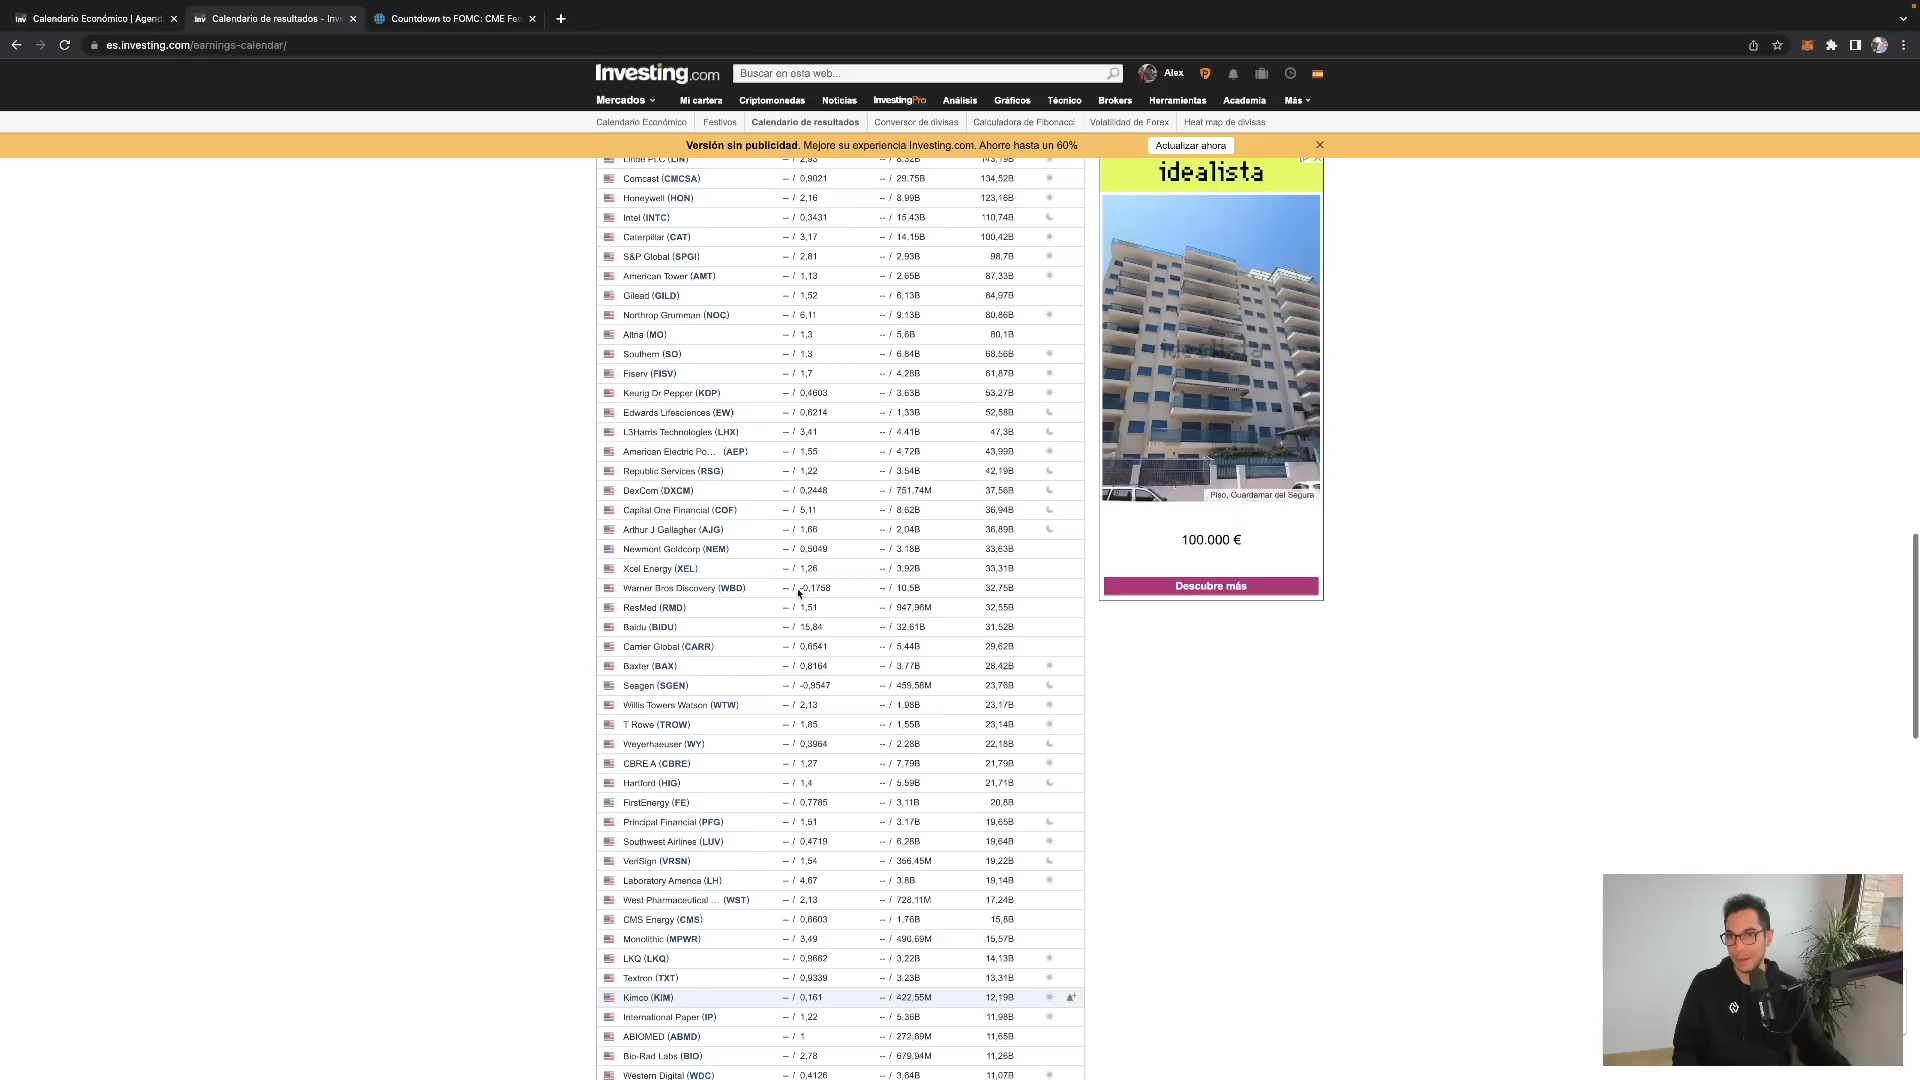 Calendario Económico | Agend
Calendario de resultados - Inve
Countdown to FOMC: CME Fed
es.investing.com/earnings-calendar/
Investing.com
Buscar en esta web...
Alex
Mercados Mi cartera Criptomonedas Noticias InvestingPro Análisis Gráficos Técnico Brokers Herramientas Academia Más
Calendario Económico Festivos Calendario de resultados Conversor de divisas Calculadora de Fibonacci Volatilidad de Forex Heat map de divisas
Versión sin publicidad. Mejore su experiencia Investing.com. Ahorre hasta un 60% Actualizar ahora
Linde PLC (LIN) -- / 2,93 -- / 8,32B 143,19B
Comcast (CMCSA) -- / 0,9021 -- / 29,75B 134,52B
Honeywell (HON) -- / 2,16 -- / 8,99B 123,16B
Intel (INTC) -- / 0,3431 -- / 15,43B 110,74B
Caterpillar (CAT) -- / 3,17 -- / 14,15B 100,42B
S&P Global (SPGI) -- / 2,81 -- / 2,93B 98,7B
American Tower (AMT) -- / 1,13 -- / 2,65B 87,33B
Gilead (GILD) -- / 1,52 -- / 6,13B 84,97B
Northrop Grumman (NOC) -- / 6,11 -- / 9,13B 80,86B
Altria (MO) -- / 1,3 -- / 5,6B 80,1B
Southern (SO) -- / 1,3 -- / 6,84B 68,56B
Fiserv (FISV) -- / 1,7 -- / 4,28B 61,87B
Keurig Dr Pepper (KDP) -- / 0,4603 -- / 3,63B 53,27B
Edwards Lifesciences (EW) -- / 0,6214 -- / 1,33B 52,58B
L3Harris Technologies (LHX) -- / 3,41 -- / 4,41B 47,3B
American Electric Po... (AEP) -- / 1,55 -- / 4,72B 43,99B
Republic Services (RSG) -- / 1,22 -- / 3,54B 42,19B
DexCom (DXCM) -- / 0,2448 -- / 751,74M 37,56B
Capital One Financial (COF) -- / 5,11 -- / 8,62B 36,94B
Arthur J Gallagher (AJG) -- / 1,66 -- / 2,04B 36,89B
Newmont Goldcorp (NEM) -- / 0,5049 -- / 3,18B 33,63B
Xcel Energy (XEL) -- / 1,26 -- / 3,92B 33,31B
Warner Bros Discovery (WBD) -- / -0,1758 -- / 10,5B 32,75B
ResMed (RMD) -- / 1,51 -- / 947,96M 32,55B
Baidu (BIDU) -- / 15,84 -- / 32,61B 31,52B
Carrier Global (CARR) -- / 0,6541 -- / 5,44B 29,62B
Baxter (BAX) -- / 0,8164 -- / 3,77B 28,42B
Seagen (SGEN) -- / -0,9547 -- / 459,58M 23,76B
Willis Towers Watson (WTW) -- / 2,13 -- / 1,98B 23,17B
T Rowe (TROW) -- / 1,85 -- / 1,55B 23,14B
Weyerhaeuser (WY) -- / 0,3964 -- / 2,28B 22,18B
CBRE A (CBRE) -- / 1,27 -- / 7,79B 21,79B
Hartford (HIG) -- / 1,4 -- / 5,59B 21,71B
FirstEnergy (FE) -- / 0,7785 -- / 3,11B 20,8B
Principal Financial (PFG) -- / 1,51 -- / 3,17B 19,65B
Southwest Airlines (LUV) -- / 0,4719 -- / 6,28B 19,64B
VeriSign (VRSN) -- / 1,54 -- / 356,45M 19,22B
Laboratory America (LH) -- / 4,67 -- / 3,8B 19,14B
West Pharmaceutical ... (WST) -- / 2,13 -- / 728,11M 17,24B
CMS Energy (CMS) -- / 0,6603 -- / 1,76B 15,8B
Monolithic (MPWR) -- / 3,49 -- / 490,69M 15,57B
LKQ (LKQ) -- / 0,9662 -- / 3,22B 14,13B
Textron (TXT) -- / 0,9339 -- / 3,23B 13,31B
Kimco (KIM) -- / 0,161 -- / 422,55M 12,19B
International Paper (IP) -- / 1,22 -- / 5,36B 11,98B
ABIOMED (ABMD) -- / 1 -- / 272,69M 11,65B
Bio-Rad Labs (BIO) -- / 2,78 -- / 679,94M 11,26B
Western Digital (WDC) -- / 0,4126 -- / 3,64B 11,07B
idealista
idealista
Piso, Guardamar del Segura
100.000 €
Descubre más